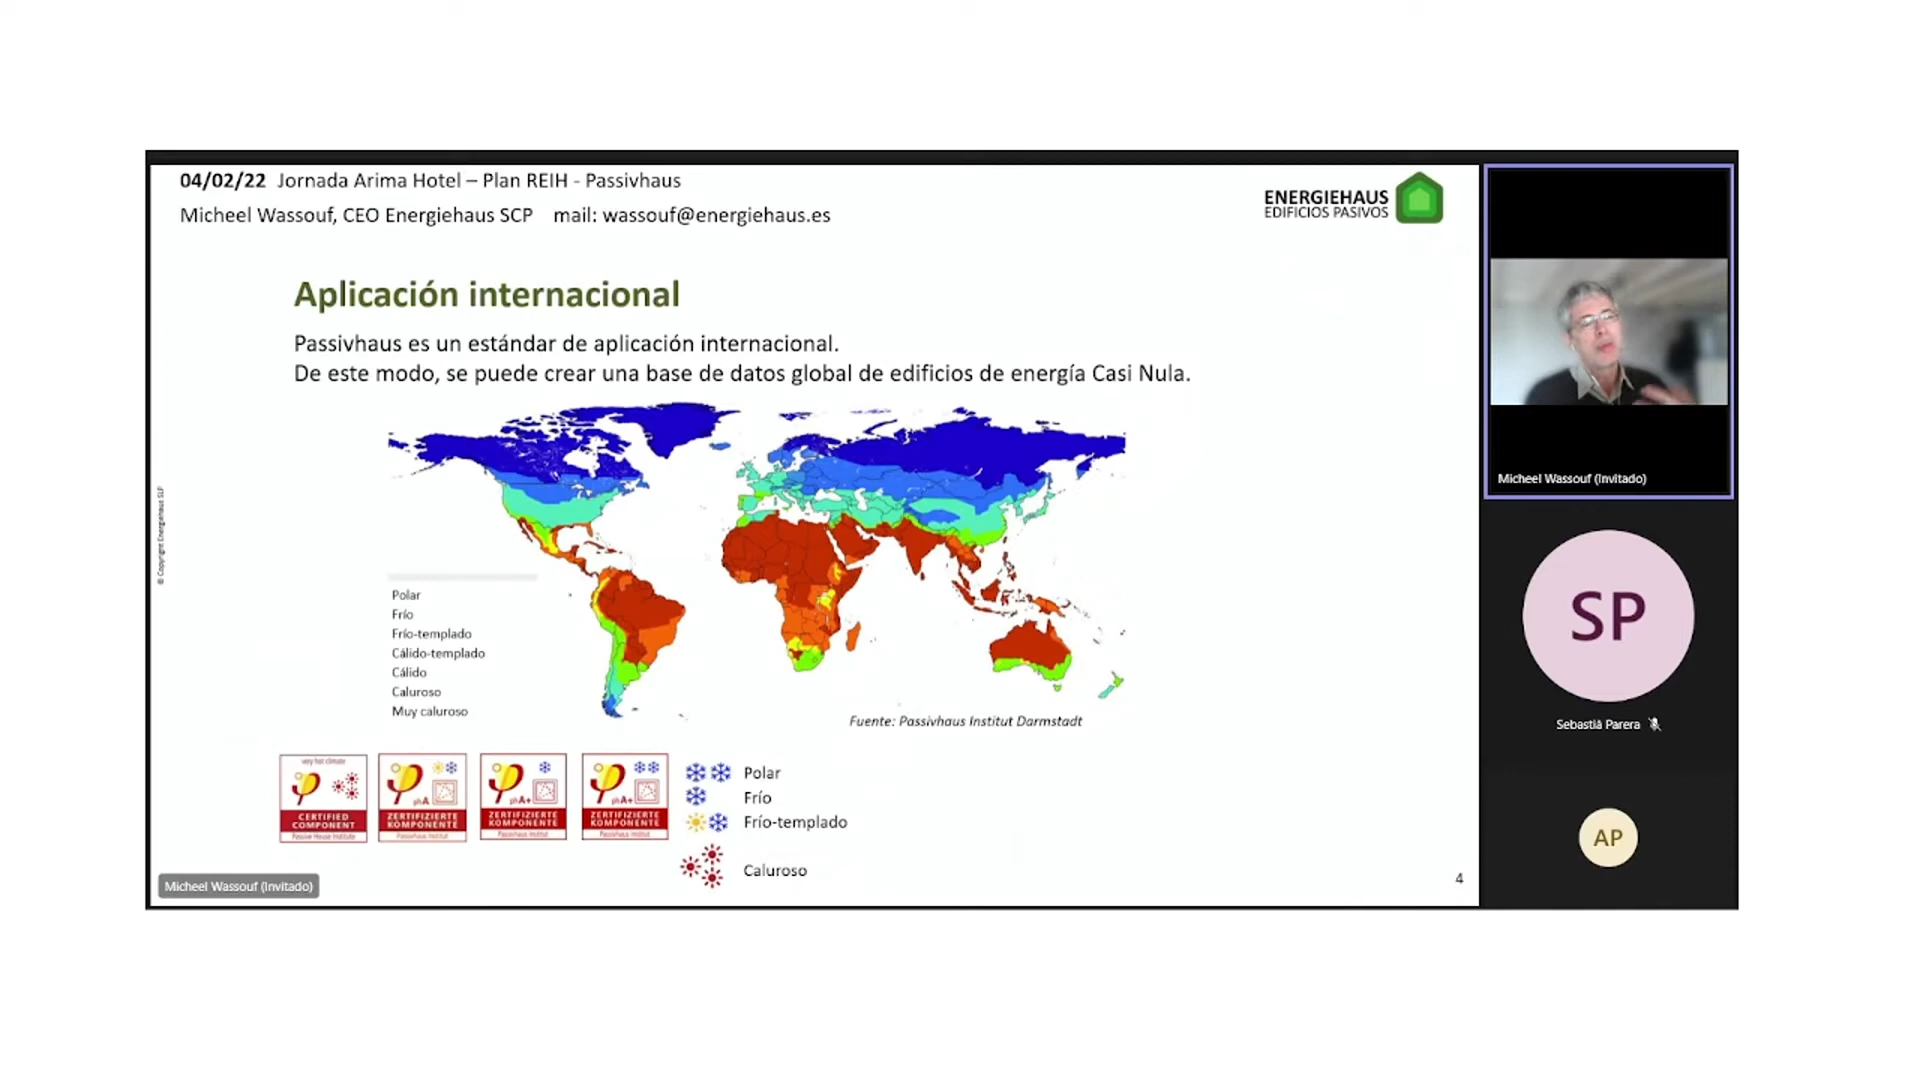 04/02/22 Jornada Arima Hotel – Plan REIH - Passivhaus
Micheel Wassouf, CEO Energiehaus SCP mail: wassouf@energiehaus.es
ENERGIEHAUS
EDIFICIOS PASIVOS
Aplicación internacional
Passivhaus es un estándar de aplicación internacional.
De este modo, se puede crear una base de datos global de edificios de energía Casi Nula.
© Copyright Energiehaus SLP
Polar
Frío
Frío-templado
Cálido-templado
Cálido
Caluroso
Muy caluroso
Fuente: Passivhaus Institut Darmstadt
very hot climate
CERTIFIED
COMPONENT
Passive House Institute
phA
ZERTIFIZIERTE
KOMPONENTE
Passivhaus Institut
phA+
ZERTIFIZIERTE
KOMPONENTE
Passivhaus Institut
phA+
ZERTIFIZIERTE
KOMPONENTE
Passivhaus Institut
Polar
Frío
Frío-templado
Caluroso
4
Micheel Wassouf (Invitado)
Micheel Wassouf (Invitado)
SP
Sebastià Parera
AP